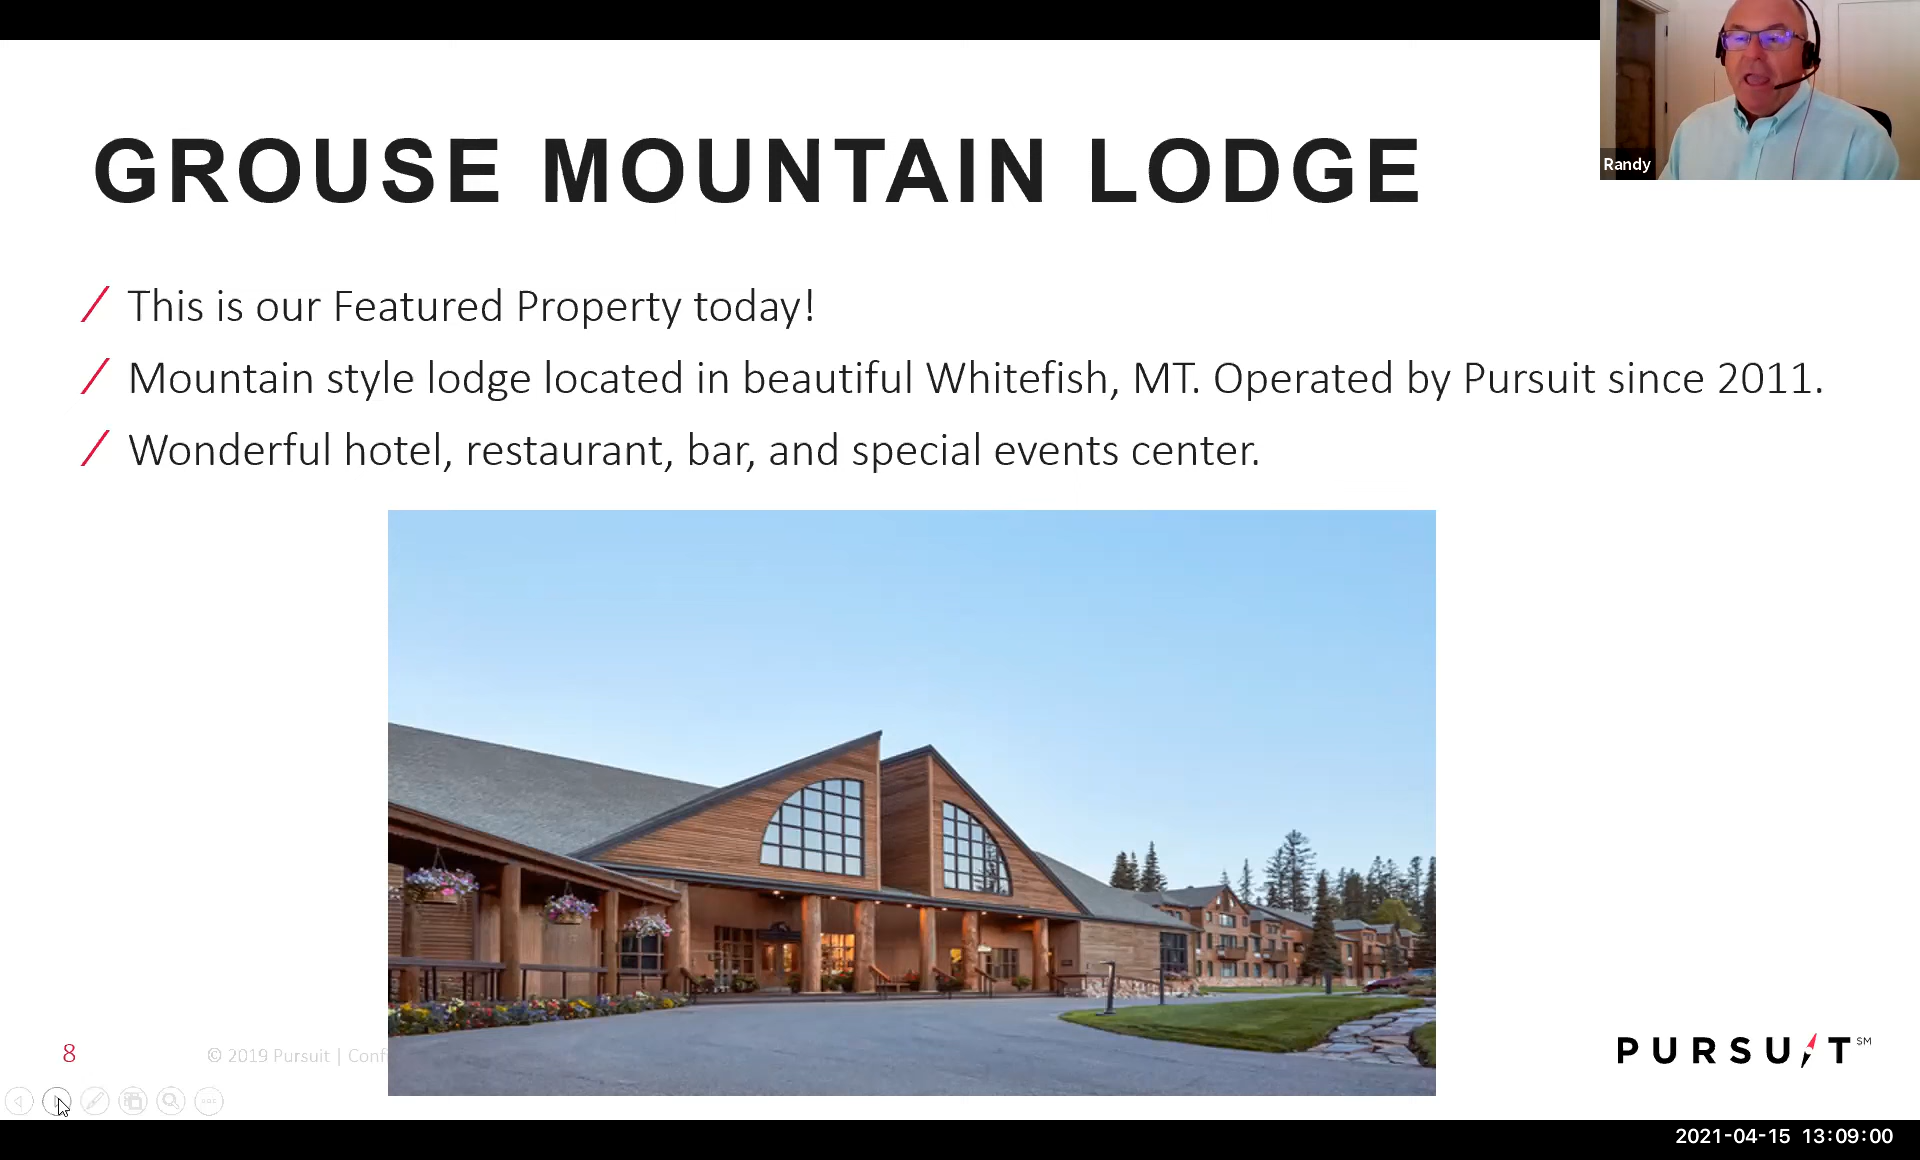 GROUSE MOUNTAIN LODGE
Randy
This is our Featured Property today!
Mountain style lodge located in beautiful Whitefish, MT. Operated by Pursuit since 2011.
Wonderful hotel, restaurant, bar, and special events center.
8
© 2019 Pursuit | Conf
PURSUIT SM
2021-04-15 13:09:00